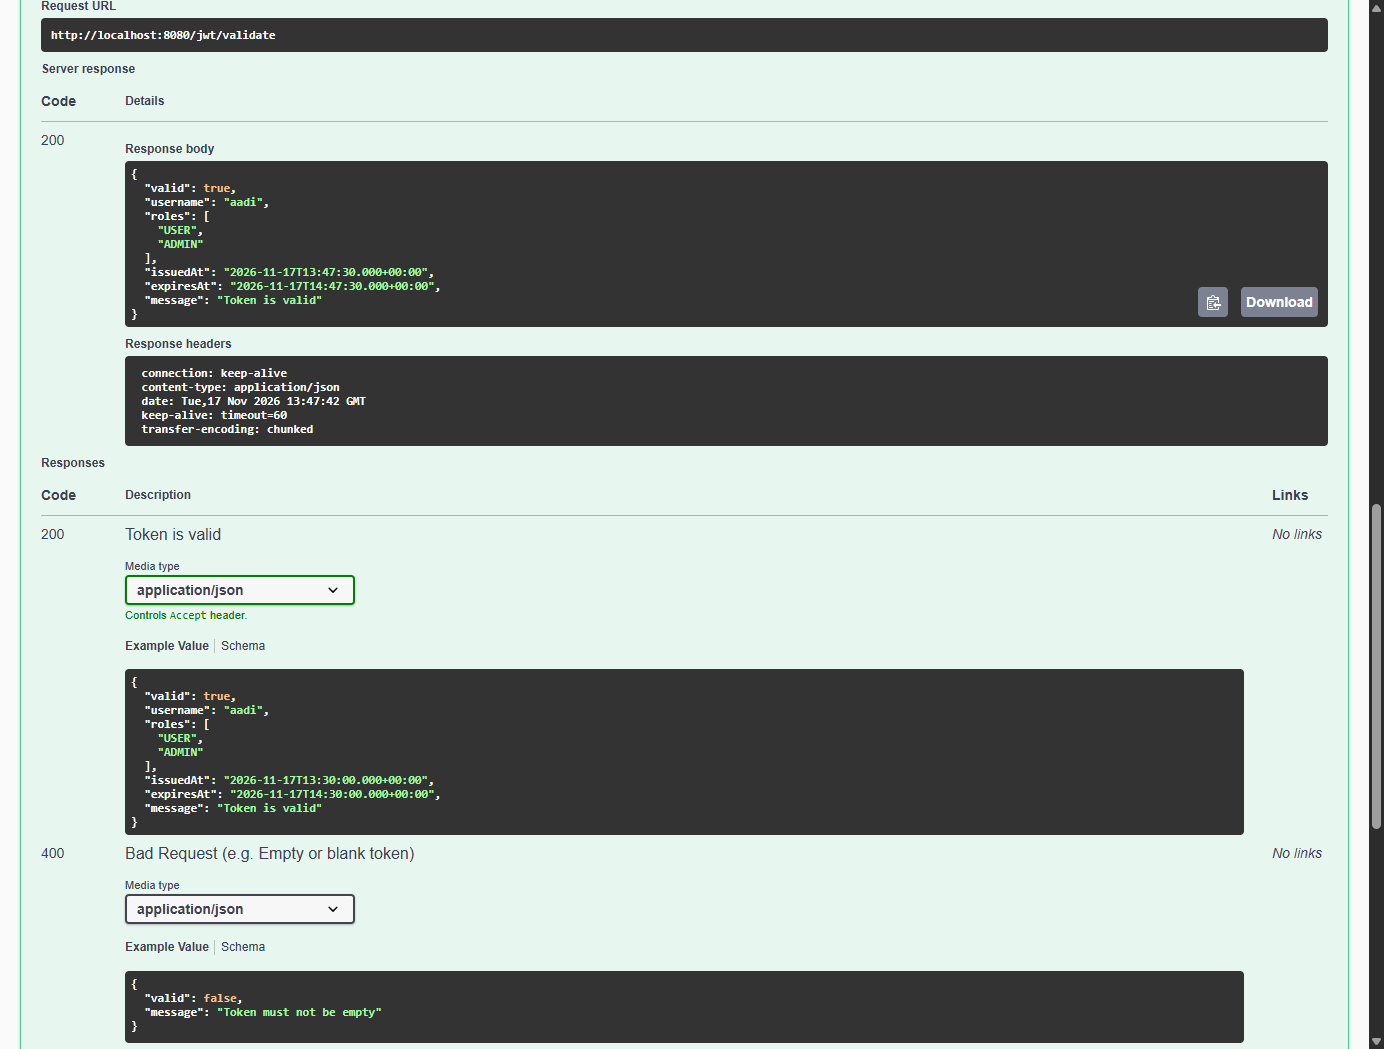 Request URL
http://localhost:8080/jwt/validate
Server response
Code Details
200
Response body
{
  "valid": true,
  "username": "aadi",
  "roles": [
    "USER",
    "ADMIN"
  ],
  "issuedAt": "2026-11-17T13:47:30.000+00:00",
  "expiresAt": "2026-11-17T14:47:30.000+00:00",
  "message": "Token is valid"
}
Download
Response headers
connection: keep-alive
content-type: application/json
date: Tue,17 Nov 2026 13:47:42 GMT
keep-alive: timeout=60
transfer-encoding: chunked
Responses
Code Description Links
200 Token is valid No links
Media type
application/json
Controls Accept header.
Example Value Schema
{
  "valid": true,
  "username": "aadi",
  "roles": [
    "USER",
    "ADMIN"
  ],
  "issuedAt": "2026-11-17T13:30:00.000+00:00",
  "expiresAt": "2026-11-17T14:30:00.000+00:00",
  "message": "Token is valid"
}
400 Bad Request (e.g. Empty or blank token) No links
Media type
application/json
Example Value Schema
{
  "valid": false,
  "message": "Token must not be empty"
}